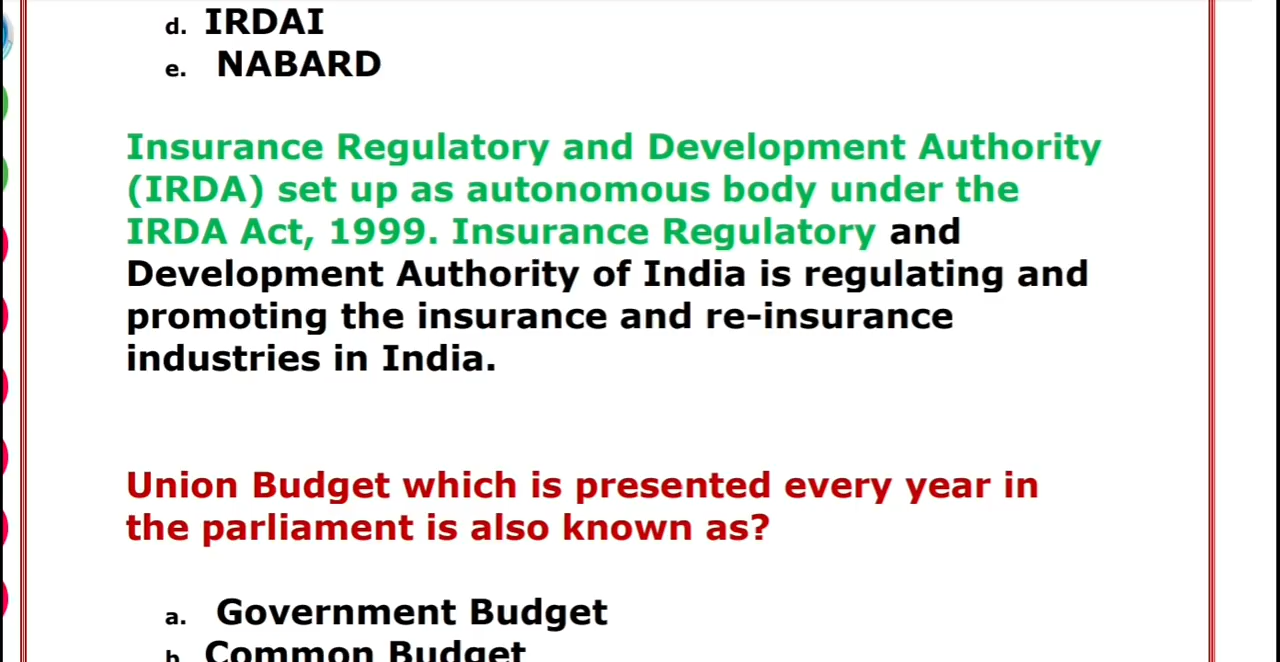 d. IRDAI
e. NABARD
Insurance Regulatory and Development Authority
(IRDA) set up as autonomous body under the
IRDA Act, 1999. Insurance Regulatory and
Development Authority of India is regulating and
promoting the insurance and re-insurance
industries in India.
Union Budget which is presented every year in
the parliament is also known as?
a. Government Budget
b. Common Budget